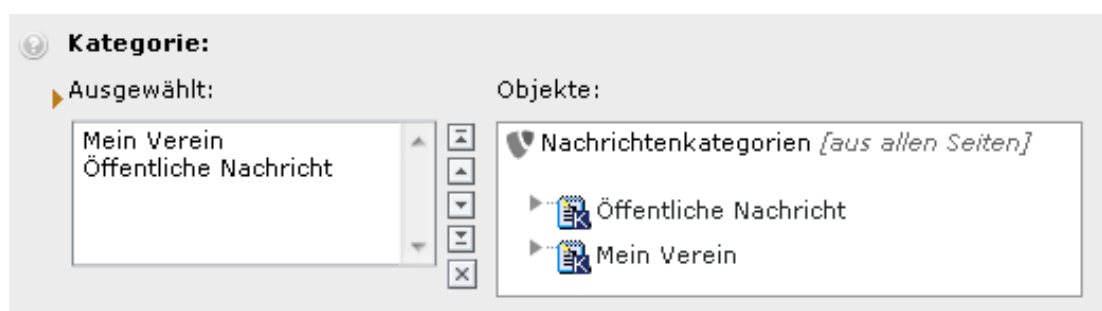 Kategorie:
Ausgewählt:
Objekte:
Mein Verein
Öffentliche Nachricht
Nachrichtenkategorien [aus allen Seiten]
Öffentliche Nachricht
Mein Verein